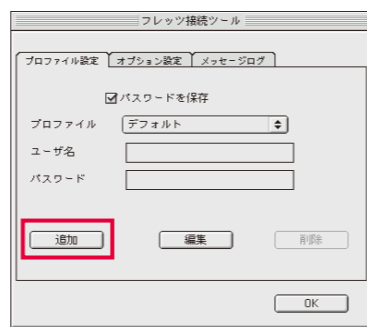 フレッツ接続ツール
プロファイル設定 オプション設定 メッセージログ
パスワードを保存
プロファイル デフォルト
ユーザ名
パスワード
追加 編集 削除
OK